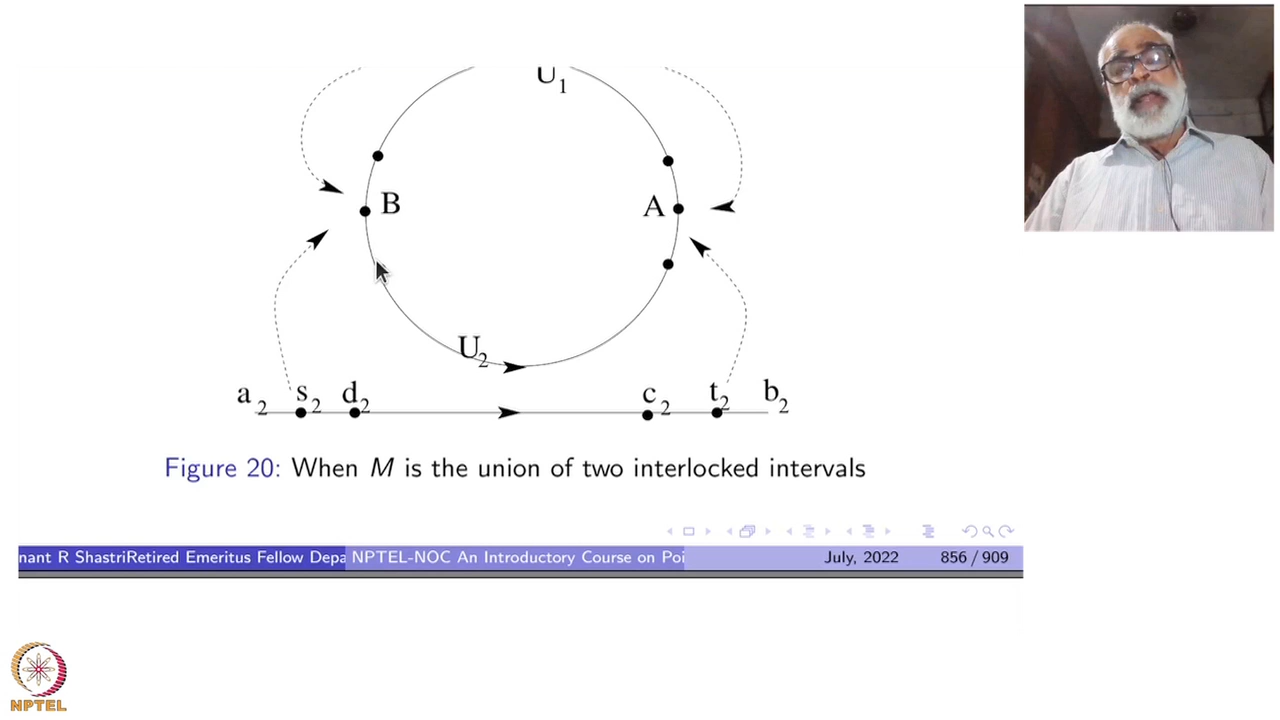 U1
B
A
U2
a2 s2 d2 c2 t2 b2
Figure 20: When M is the union of two interlocked intervals
nant R ShastriRetired Emeritus Fellow Depa NPTEL-NOC An Introductory Course on Poi July, 2022 856 / 909
NPTEL